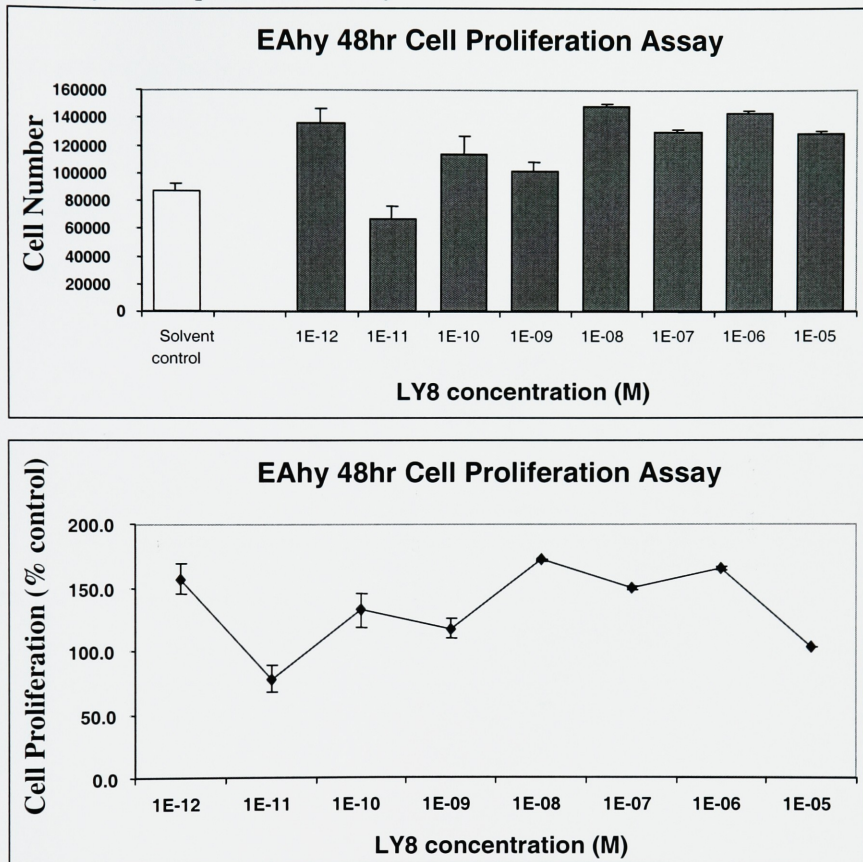 EAhy 48hr Cell Proliferation Assay
Cell Number
160000
140000
120000
100000
80000
60000
40000
20000
0
Solvent control
1E-12 1E-11 1E-10 1E-09 1E-08 1E-07 1E-06 1E-05
LY8 concentration (M)
EAhy 48hr Cell Proliferation Assay
Cell Proliferation (% control)
200.0
150.0
100.0
50.0
0.0
1E-12 1E-11 1E-10 1E-09 1E-08 1E-07 1E-06 1E-05
LY8 concentration (M)